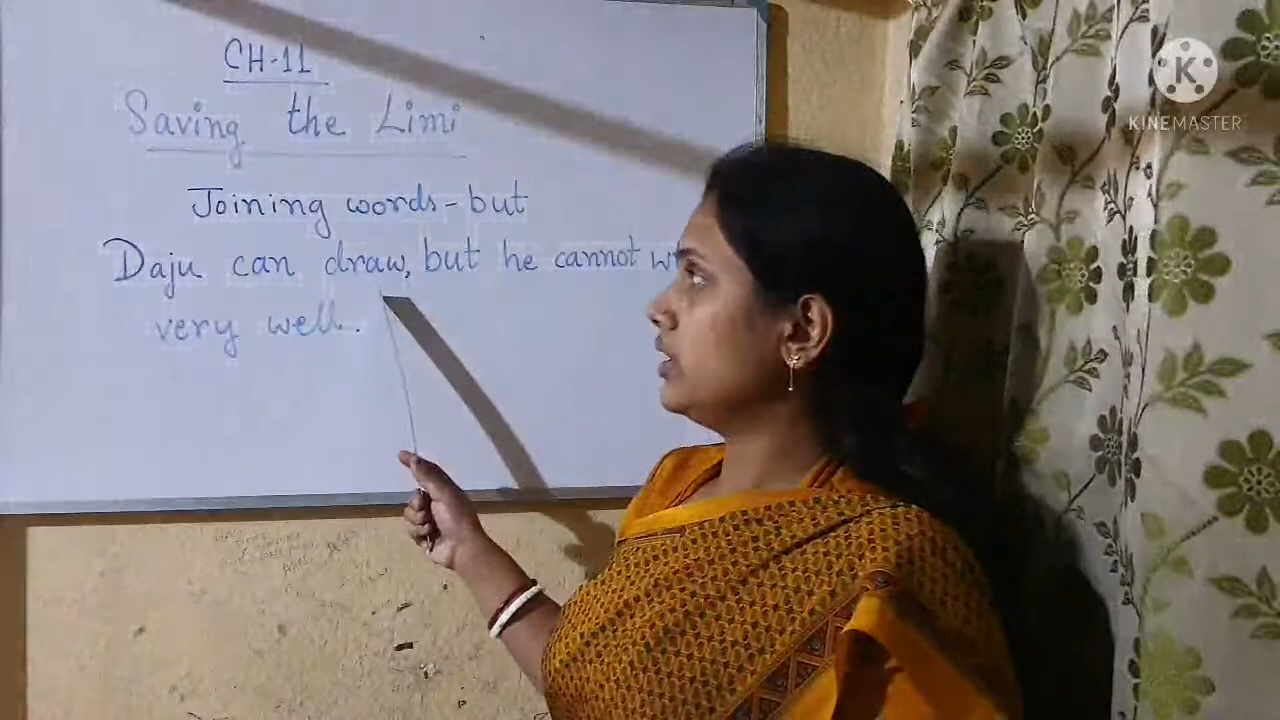 CH-11
Saving the Limi
Joining words - but
Daju can draw, but he cannot
very well.
KINEMASTER